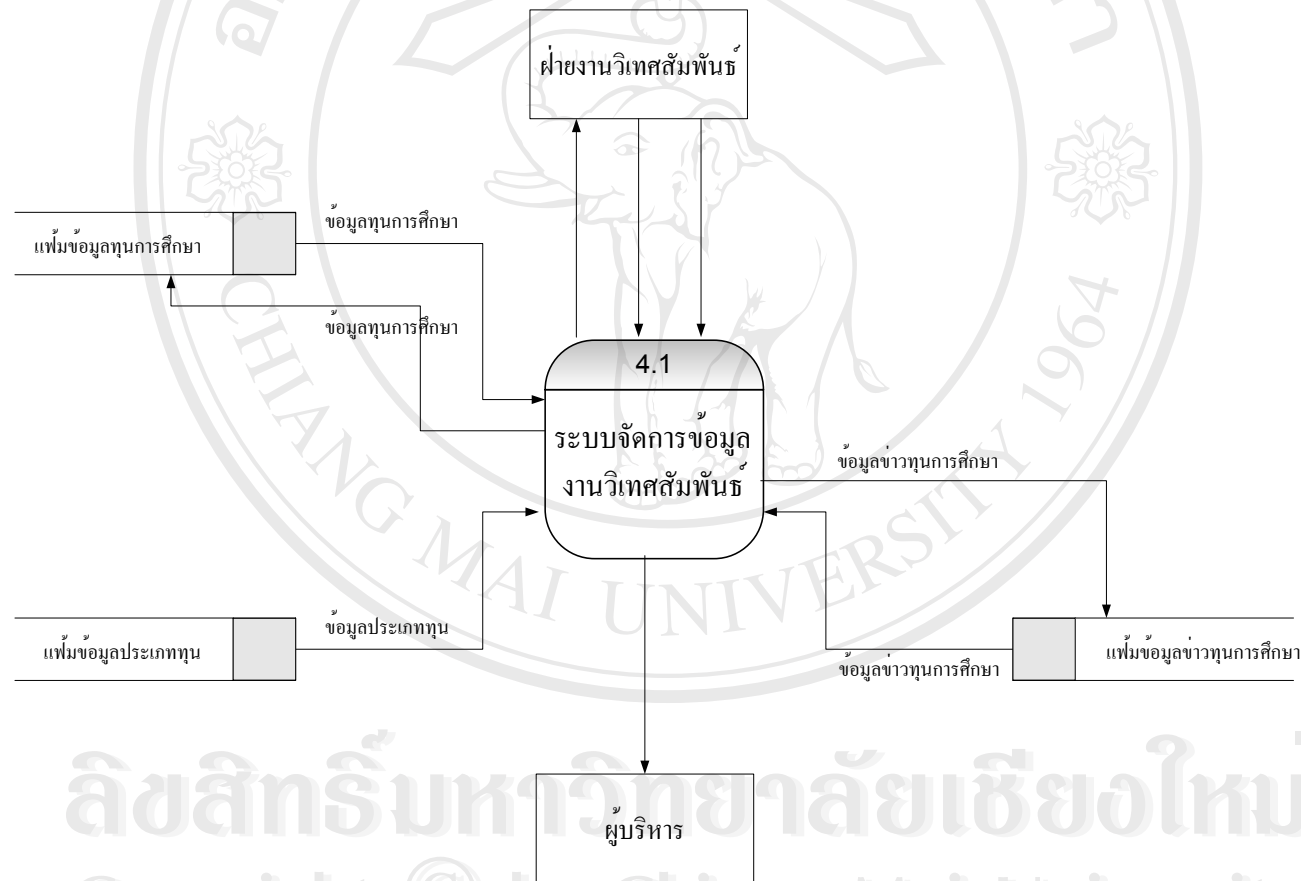 ฝ่ายงานวิเทศสัมพันธ์
ข้อมูลทุนการศึกษา
แฟ้มข้อมูลทุนการศึกษา
ข้อมูลทุนการศึกษา
4.1
ระบบจัดการข้อมูล
งานวิเทศสัมพันธ์
ข้อมูลข่าวทุนการศึกษา
ข้อมูลประเภททุน
แฟ้มข้อมูลประเภททุน
แฟ้มข้อมูลข่าวทุนการศึกษา
ข้อมูลข่าวทุนการศึกษา
ผู้บริหาร
CHIANG MAI UNIVERSITY 1964
ลิขสิทธิ์มหาวิทยาลัยเชียงใหม่